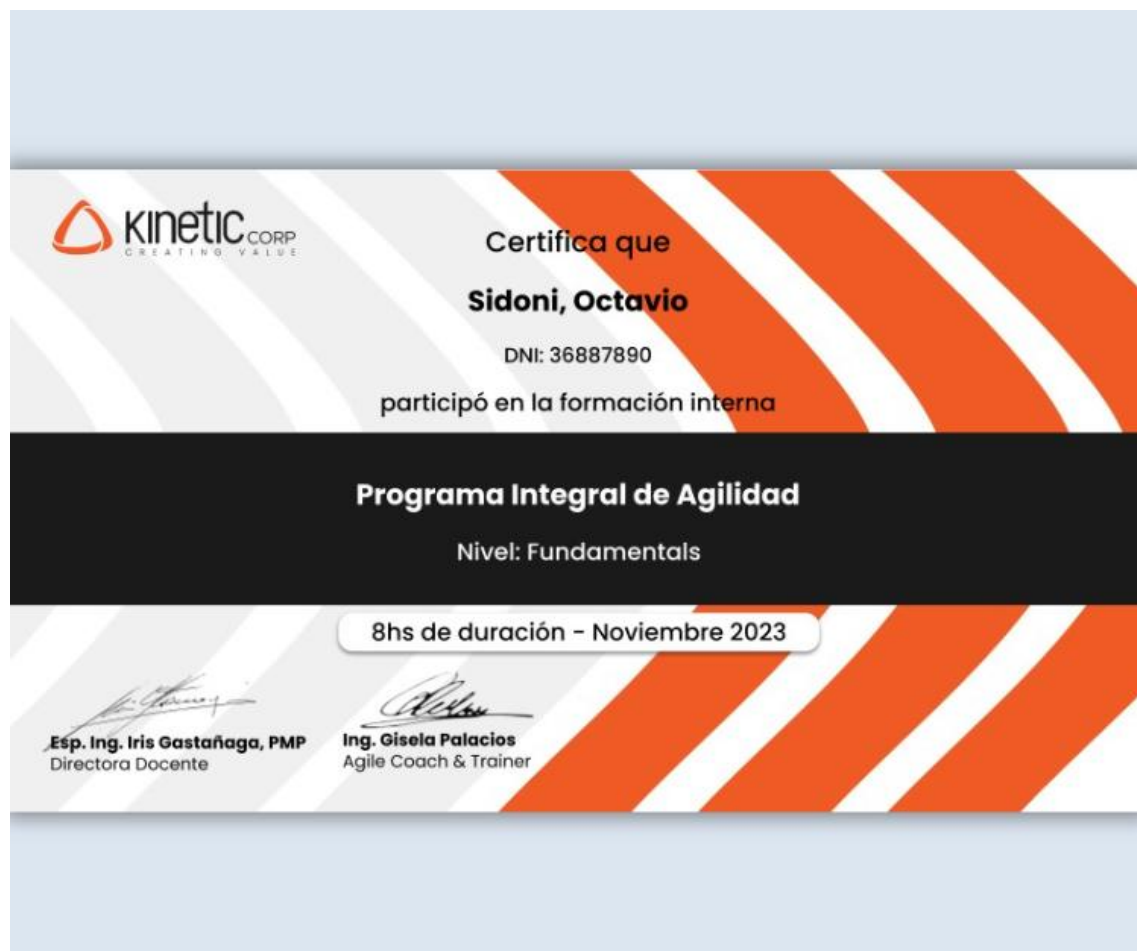 KINETIC CORP
CREATING VALUE
Certifica que
Sidoni, Octavio
DNI: 36887890
participó en la formación interna
Programa Integral de Agilidad
Nivel: Fundamentals
8hs de duración - Noviembre 2023
Esp. Ing. Iris Gastañaga, PMP
Directora Docente
Ing. Gisela Palacios
Agile Coach & Trainer